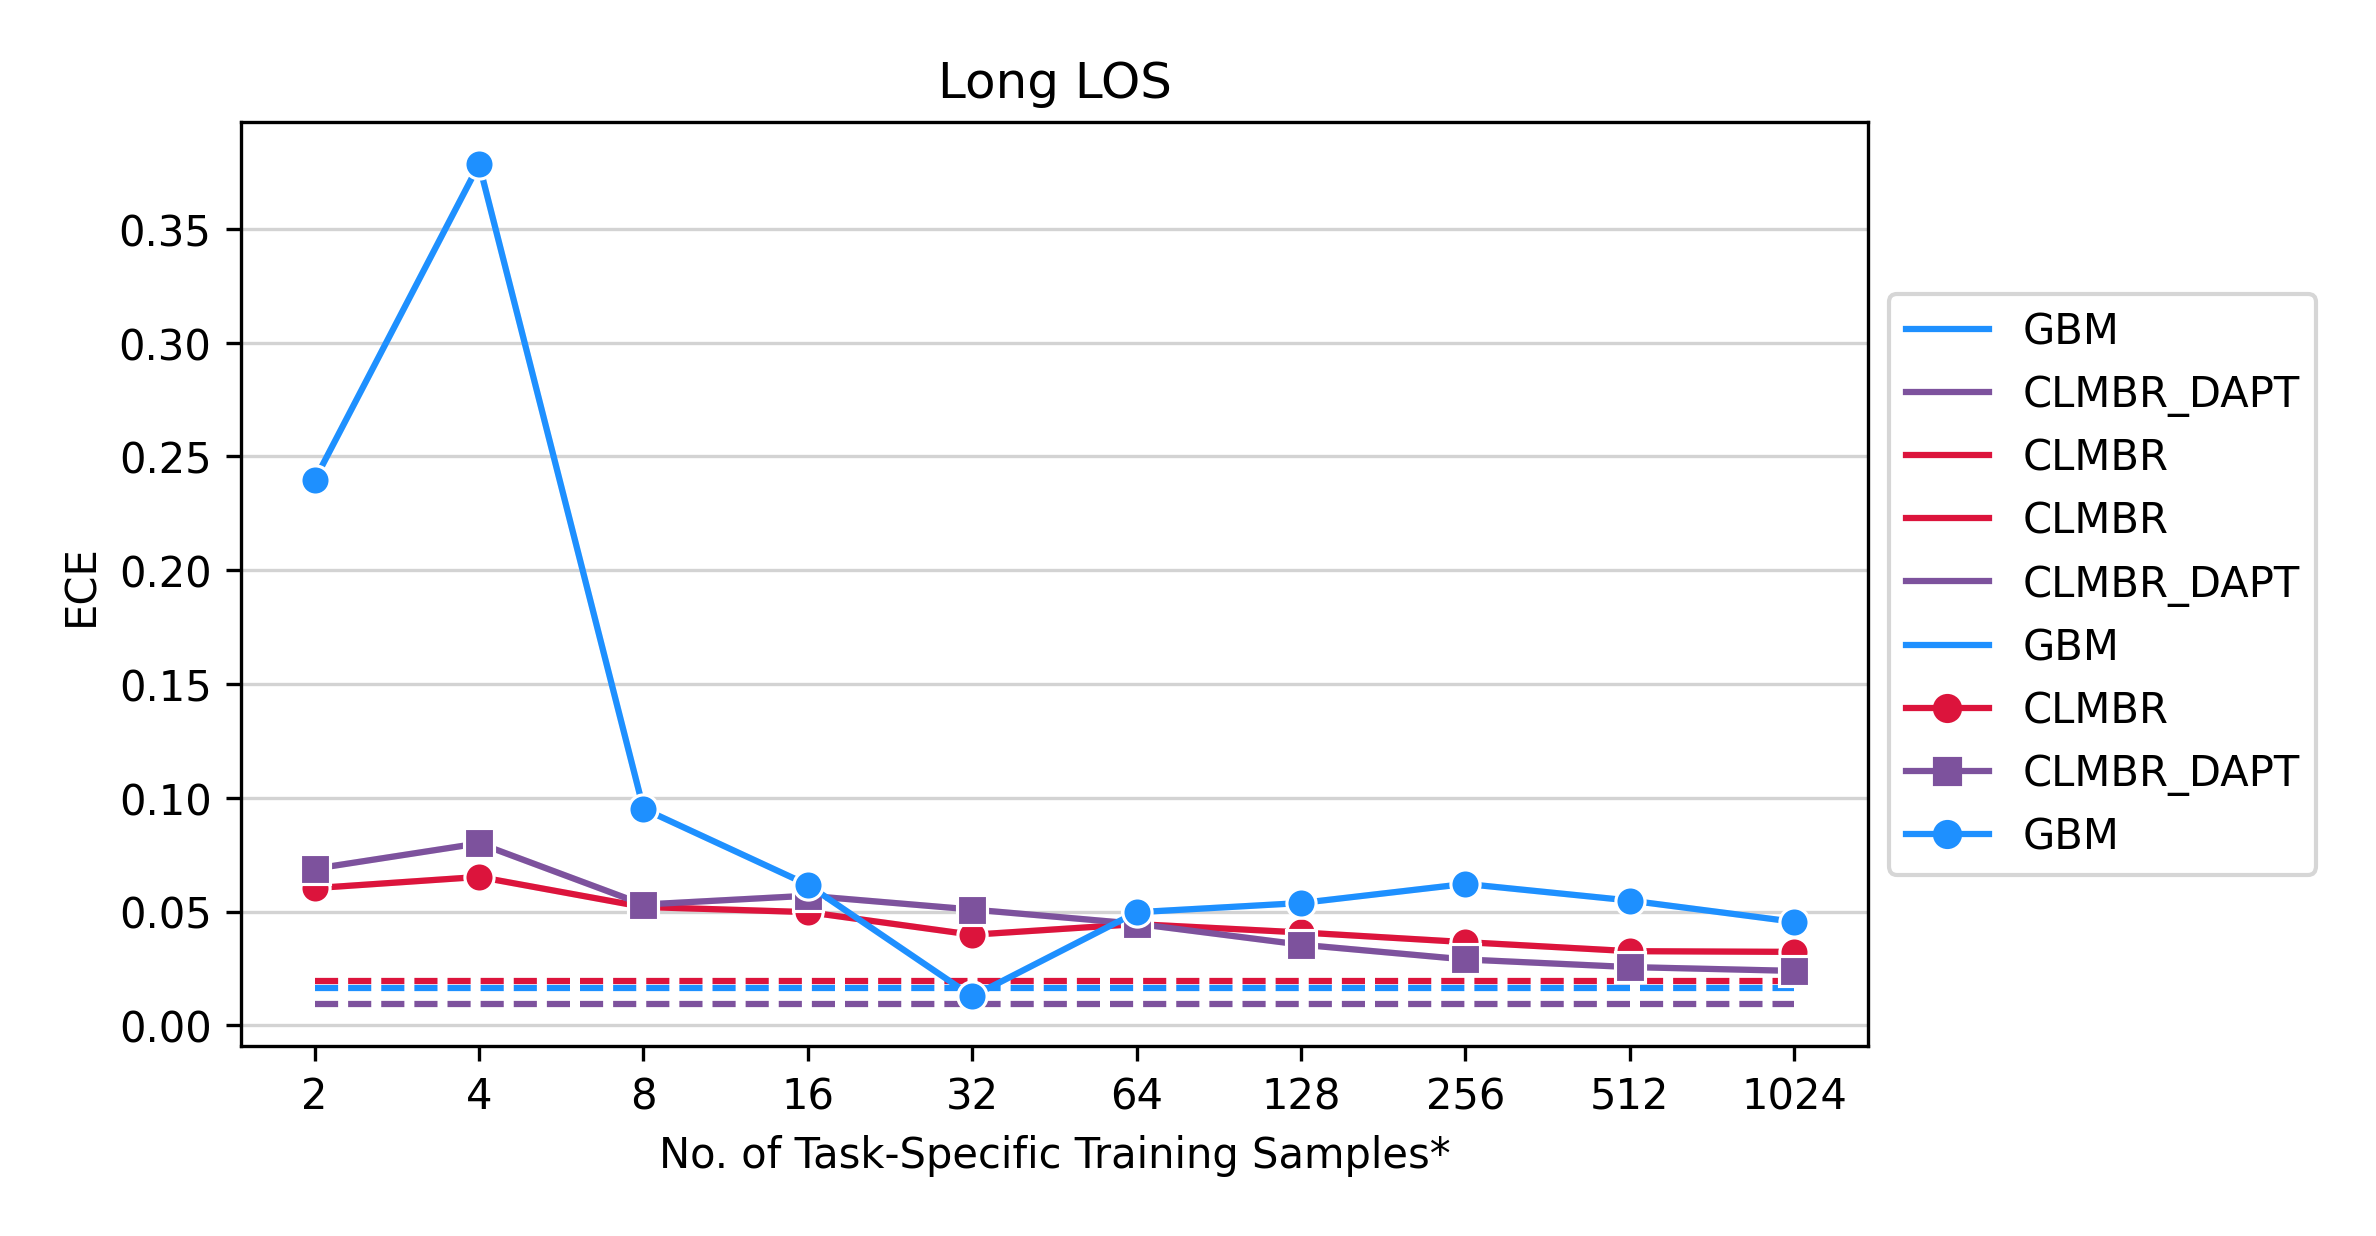 Long LOS
0.35
0.30
0.25
0.20
0.15
0.10
0.05
0.00
ECE
2 4 8 16 32 64 128 256 512 1024
No. of Task-Specific Training Samples*
GBM
CLMBR_DAPT
CLMBR
CLMBR
CLMBR_DAPT
GBM
CLMBR
CLMBR_DAPT
GBM